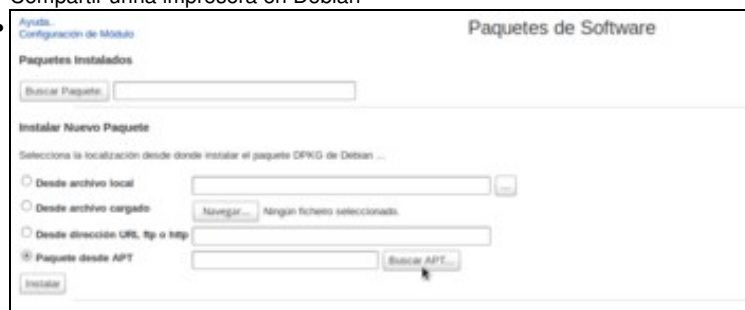 Compartir unha impresora en Debian
Ayuda..
Configuración de Módulo
Paquetes de Software
Paquetes Instalados
Buscar Paquete.
Instalar Nuevo Paquete
Selecciona la localización desde donde instalar el paquete DPKG de Debian ...
Desde archivo local
...
Desde archivo cargado
Navegar... Ningún fichero seleccionado.
Desde dirección URL, ftp o http
Paquete desde APT
Buscar APT...
Instalar